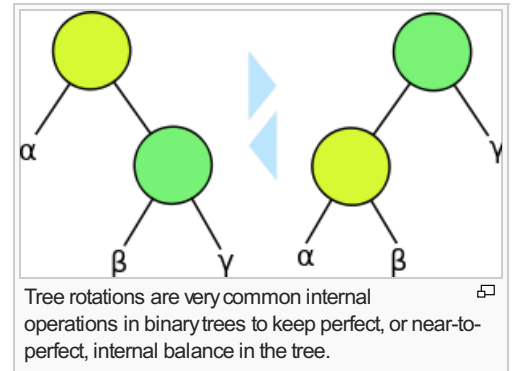 α
β
γ
α
β
γ
Tree rotations are very common internal
operations in binary trees to keep perfect, or near-to-
perfect, internal balance in the tree.